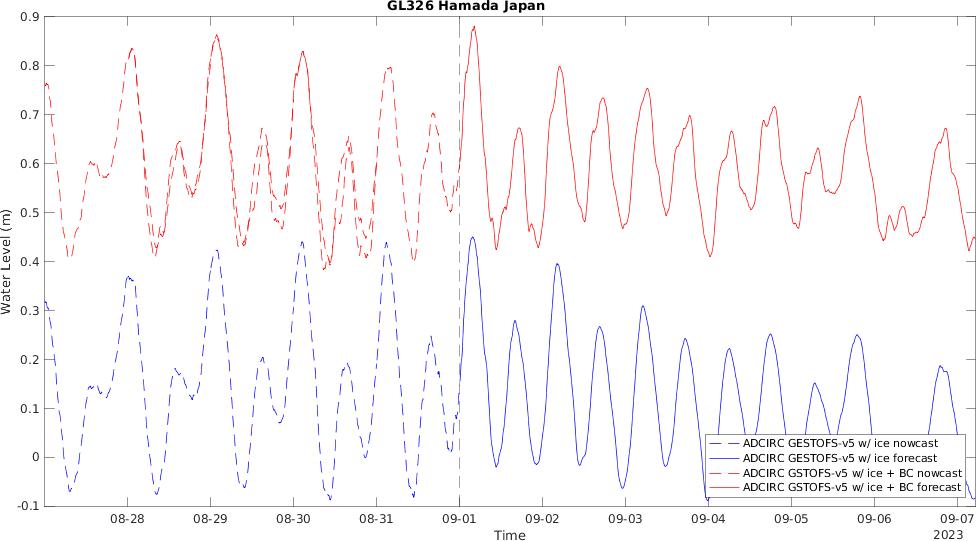 GL326 Hamada Japan
Water Level (m)
0.9
0.8
0.7
0.6
0.5
0.4
0.3
0.2
0.1
0
-0.1
ADCIRC GESTOFS-v5 w/ ice nowcast
ADCIRC GESTOFS-v5 w/ ice forecast
ADCIRC GSTOFS-v5 w/ ice + BC nowcast
ADCIRC GSTOFS-v5 w/ ice + BC forecast
08-28 08-29 08-30 08-31 09-01 09-02 09-03 09-04 09-05 09-06 09-07
Time
2023